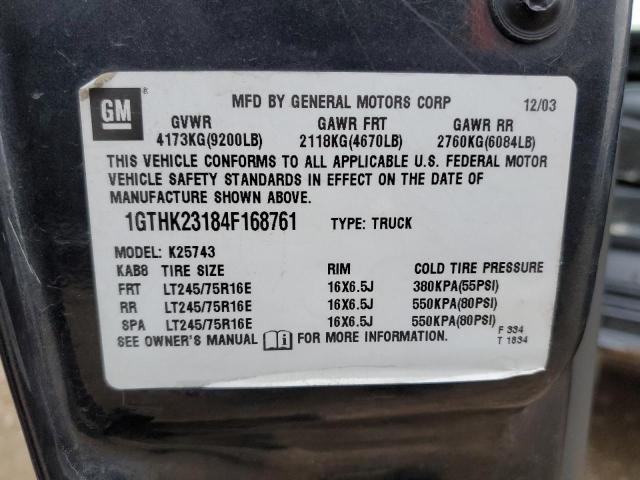 GM ®
MFD BY GENERAL MOTORS CORP 12/03
GVWR GAWR FRT GAWR RR
4173KG(9200LB) 2118KG(4670LB) 2760KG(6084LB)
THIS VEHICLE CONFORMS TO ALL APPLICABLE U.S. FEDERAL MOTOR
VEHICLE SAFETY STANDARDS IN EFFECT ON THE DATE OF
MANUFACTURE SHOWN ABOVE.
1GTHK23184F168761 TYPE: TRUCK
MODEL: K25743
KAB8 TIRE SIZE RIM COLD TIRE PRESSURE
FRT LT245/75R16E 16X6.5J 380KPA(55PSI)
RR LT245/75R16E 16X6.5J 550KPA(80PSI)
SPA LT245/75R16E 16X6.5J 550KPA(80PSI)
SEE OWNER'S MANUAL i FOR MORE INFORMATION.
F 334
T 1834